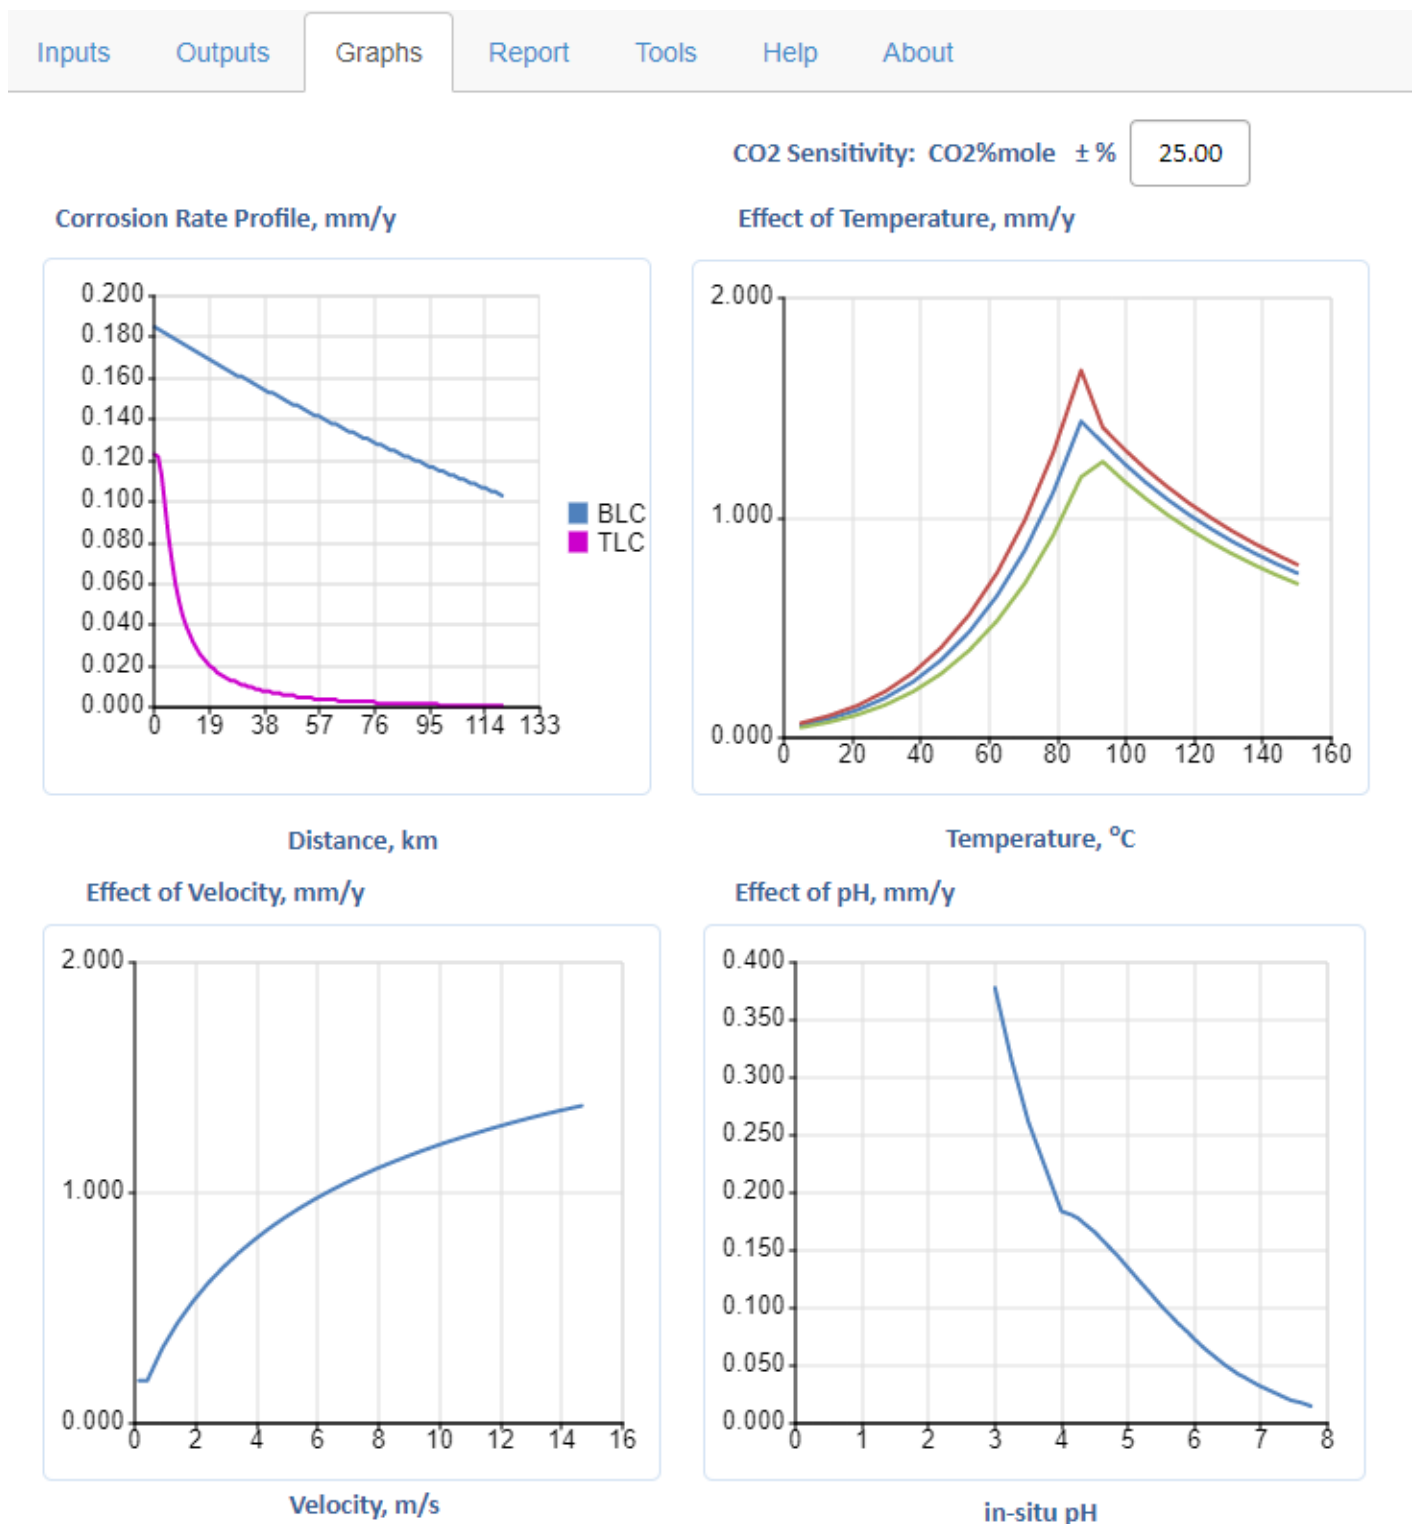 Inputs Outputs Graphs Report Tools Help About
CO2 Sensitivity: CO2%mole ± % 25.00
Corrosion Rate Profile, mm/y
0.200
0.180
0.160
0.140
0.120
0.100
0.080
0.060
0.040
0.020
0.000
0 19 38 57 76 95 114 133
BLC
TLC
Distance, km
Effect of Temperature, mm/y
2.000
1.000
0.000
0 20 40 60 80 100 120 140 160
Temperature, °C
Effect of Velocity, mm/y
2.000
1.000
0.000
0 2 4 6 8 10 12 14 16
Velocity, m/s
Effect of pH, mm/y
0.400
0.350
0.300
0.250
0.200
0.150
0.100
0.050
0.000
0 1 2 3 4 5 6 7 8
in-situ pH